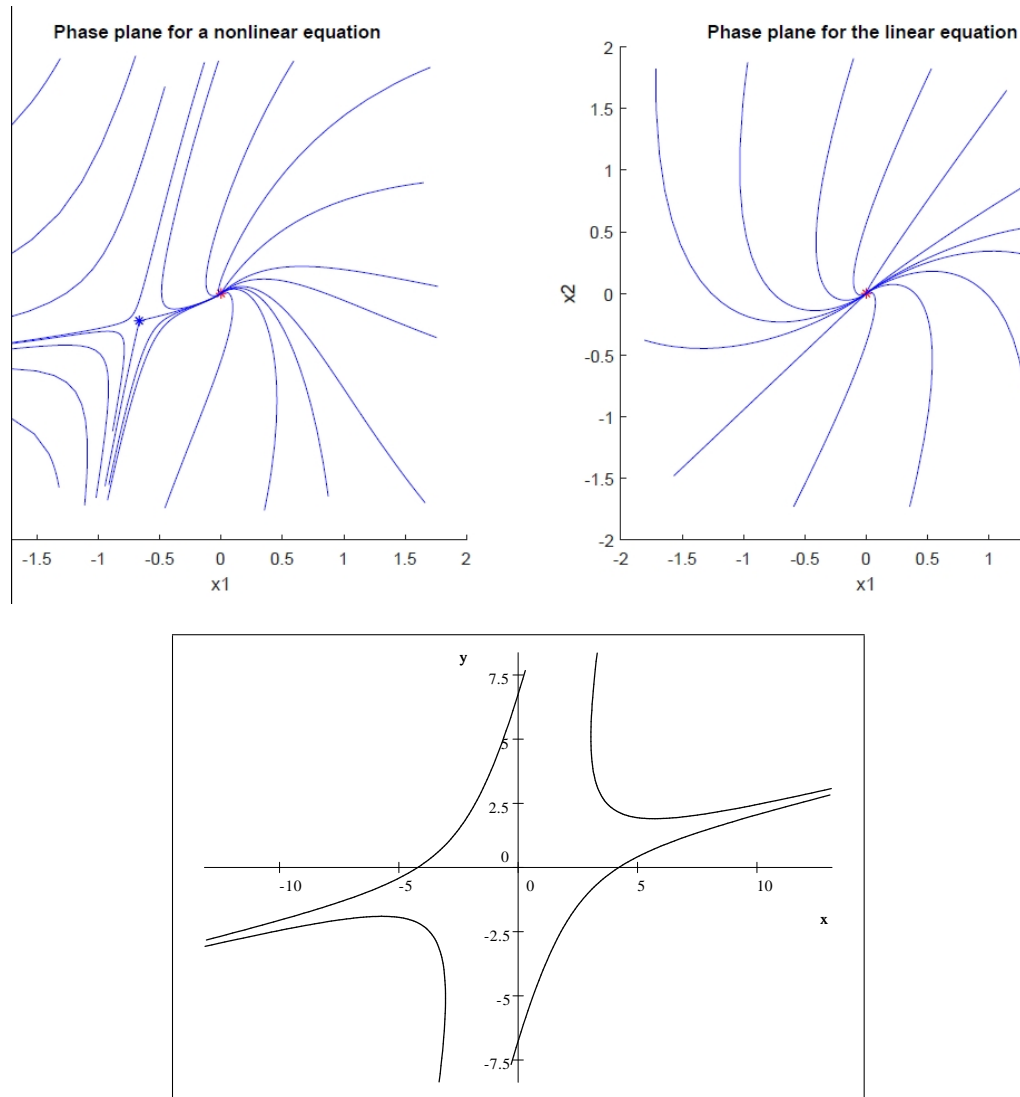 Phase plane for a nonlinear equation
-1.5 -1 -0.5 0 0.5 1 1.5 2
x1
Phase plane for the linear equation
2
1.5
1
0.5
0
-0.5
-1
-1.5
-2
x2
-2 -1.5 -1 -0.5 0 0.5 1
x1
y
7.5
5
2.5
0
-10 -5 0 5 10
x
-2.5
-5
-7.5